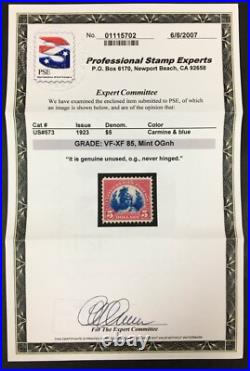 No. 01115702 6/8/2007
PSE
Professional Stamp Experts
P.O. Box 6170, Newport Beach, CA 92658
Expert Committee
We have examined the enclosed item submitted to PSE, of which
an image is shown below, and described as follows:
Cat # Issue Denom. Color
US#573 1923 $5 Carmine & blue
GRADE: VF-XF 85, Mint OGnh
"it is genuine unused, o.g., never hinged."
5 5
For The Expert Committee